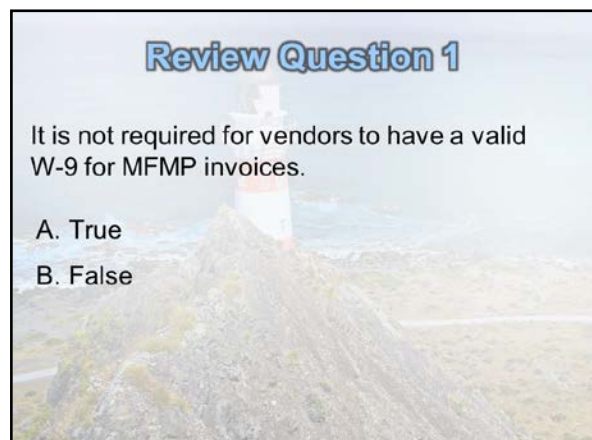 Review Question 1
It is not required for vendors to have a valid
W-9 for MFMP invoices.
A. True
B. False